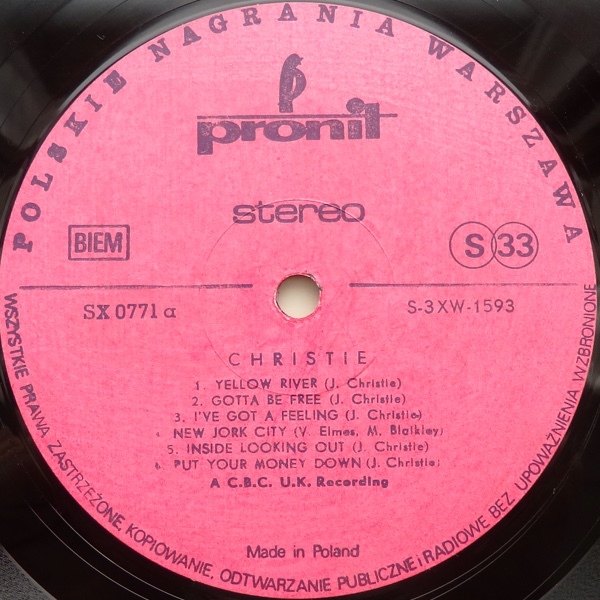 POLSKIE NAGRANIA WARSZAWA
pronit
stereo
BIEM
S 33
SX 0771 α
S-3XW-1593
CHRISTIE
1. YELLOW RIVER (J. Christie)
2. GOTTA BE FREE (J. Christie)
3. I'VE GOT A FEELING (J. Christie)
4. NEW JORK CITY (V. Elmes, M. Blaikley)
5. INSIDE LOOKING OUT (J. Christie)
6. PUT YOUR MONEY DOWN (J. Christie)
A C.B.C. U.K. Recording
Made in Poland
WSZYSTKIE PRAWA ZASTRZEŻONE, KOPIOWANIE, ODTWARZANIE PUBLICZNE i RADIOWE BEZ UPOWAŻNIENIA WZBRONIONE